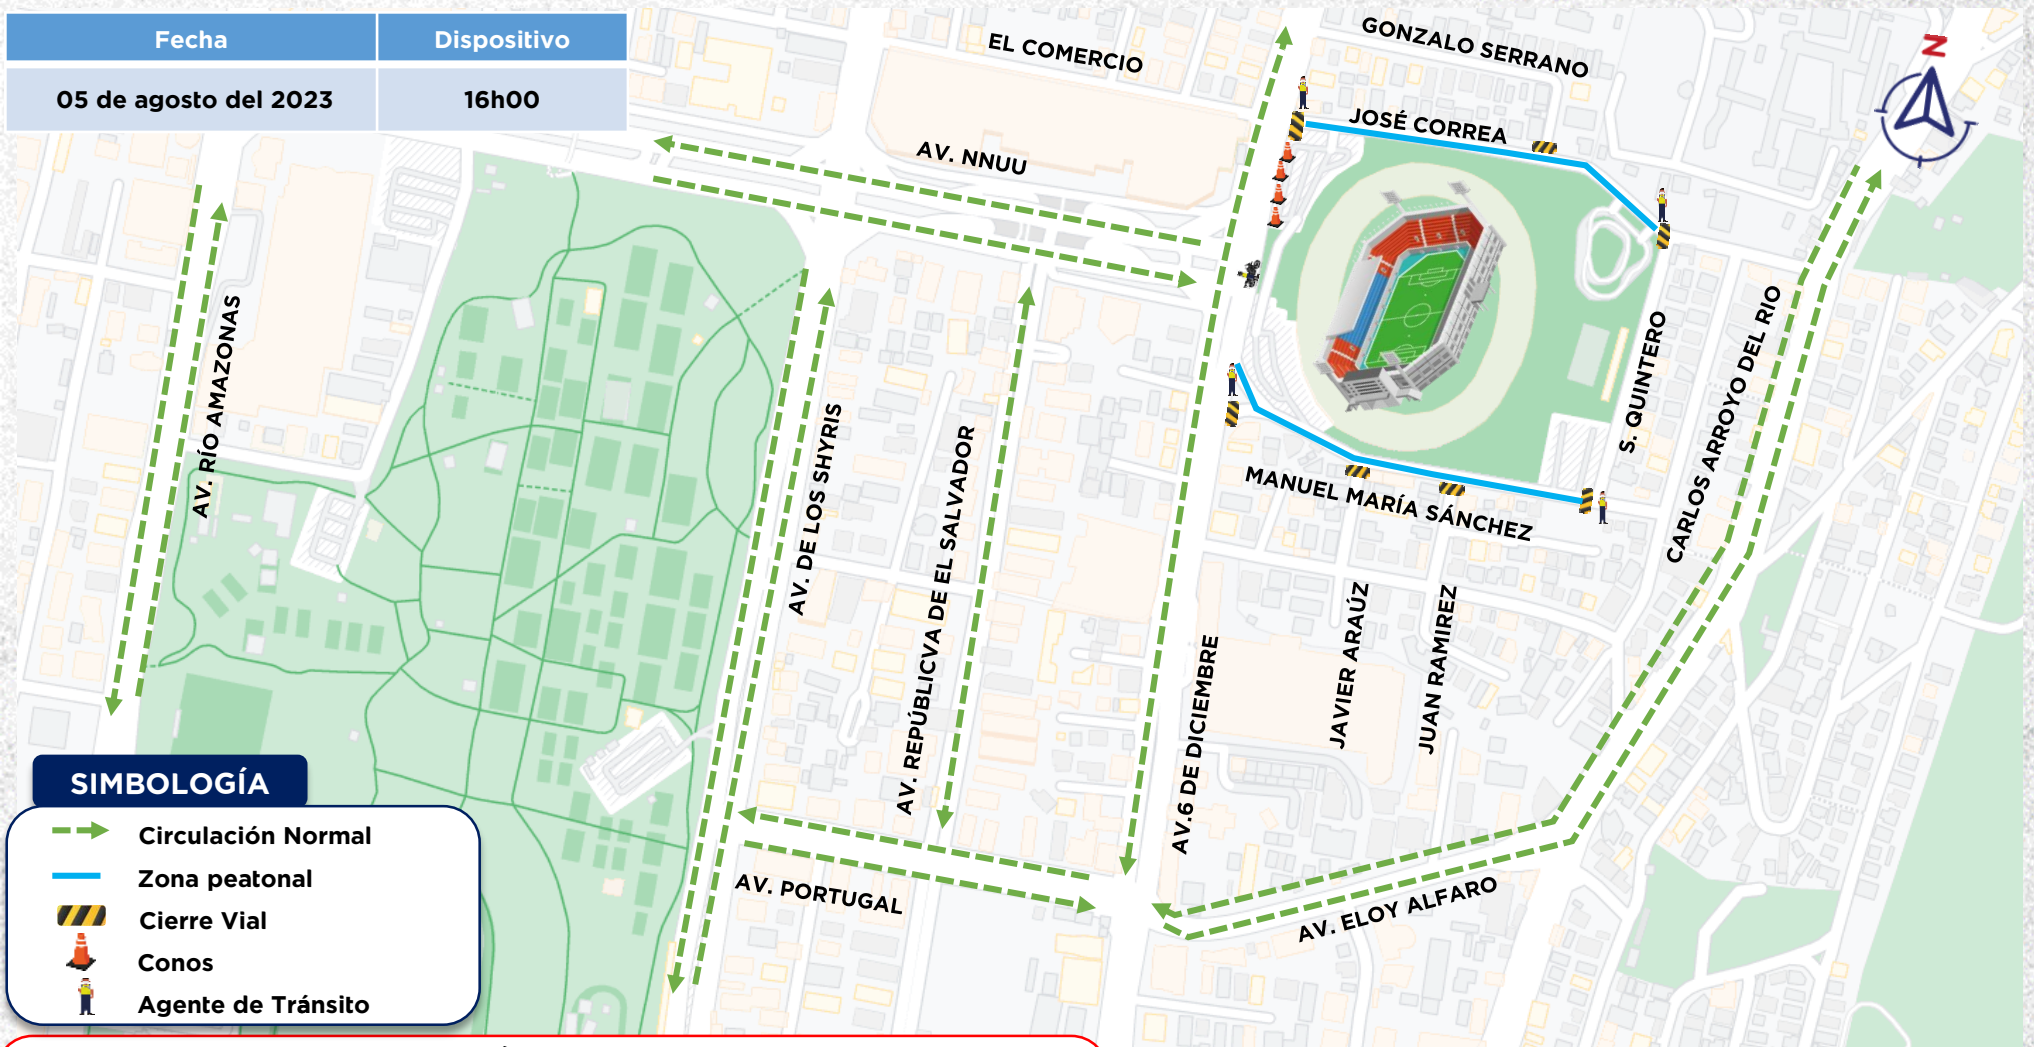 Fecha
Dispositivo
05 de agosto del 2023
16h00
EL COMERCIO
GONZALO SERRANO
N
JOSÉ CORREA
AV. NNUU
AV. RÍO AMAZONAS
S. QUINTERO
CARLOS ARROYO DEL RIO
AV. DE LOS SHYRIS
AV. REPÚBLICVA DE EL SALVADOR
MANUEL MARÍA SÁNCHEZ
JAVIER ARAÚZ
JUAN RAMIREZ
AV.6 DE DICIEMBRE
AV. PORTUGAL
AV. ELOY ALFARO
SIMBOLOGÍA
Circulación Normal
Zona peatonal
Cierre Vial
Conos
Agente de Tránsito